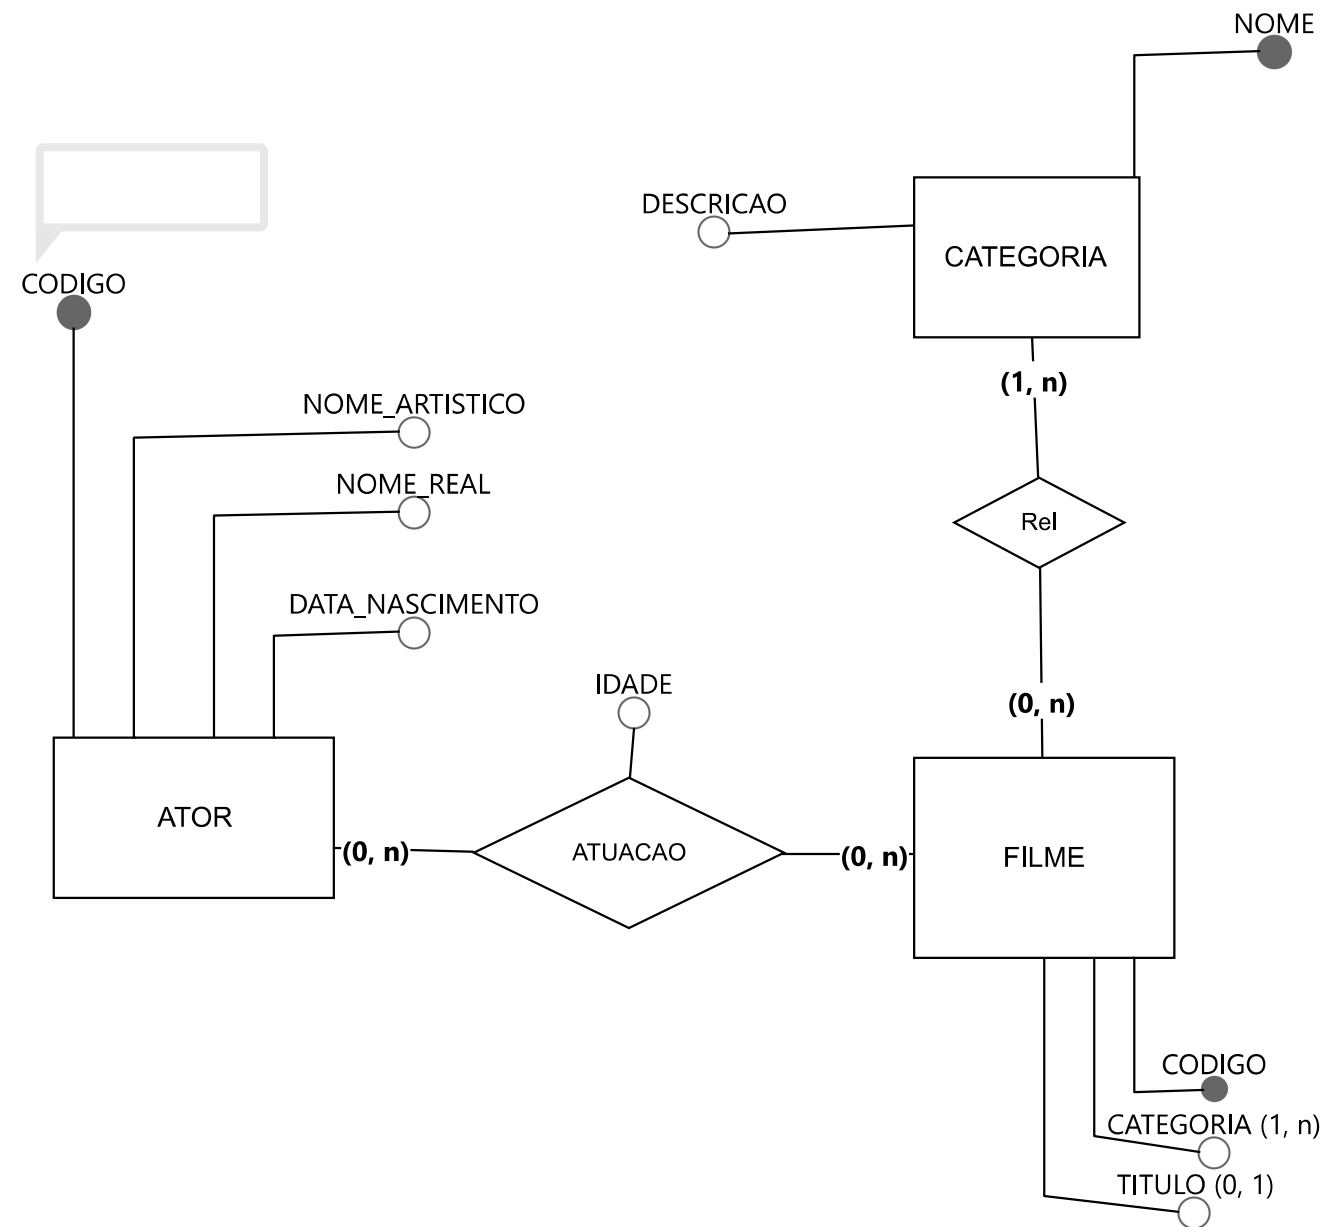 NOME
DESCRICAO
CATEGORIA
CODIGO
(1, n)
NOME_ARTISTICO
NOME_REAL
Rel
DATA_NASCIMENTO
IDADE
(0, n)
ATOR
(0, n)
ATUACAO
(0, n)
FILME
CODIGO
CATEGORIA (1, n)
TITULO (0, 1)